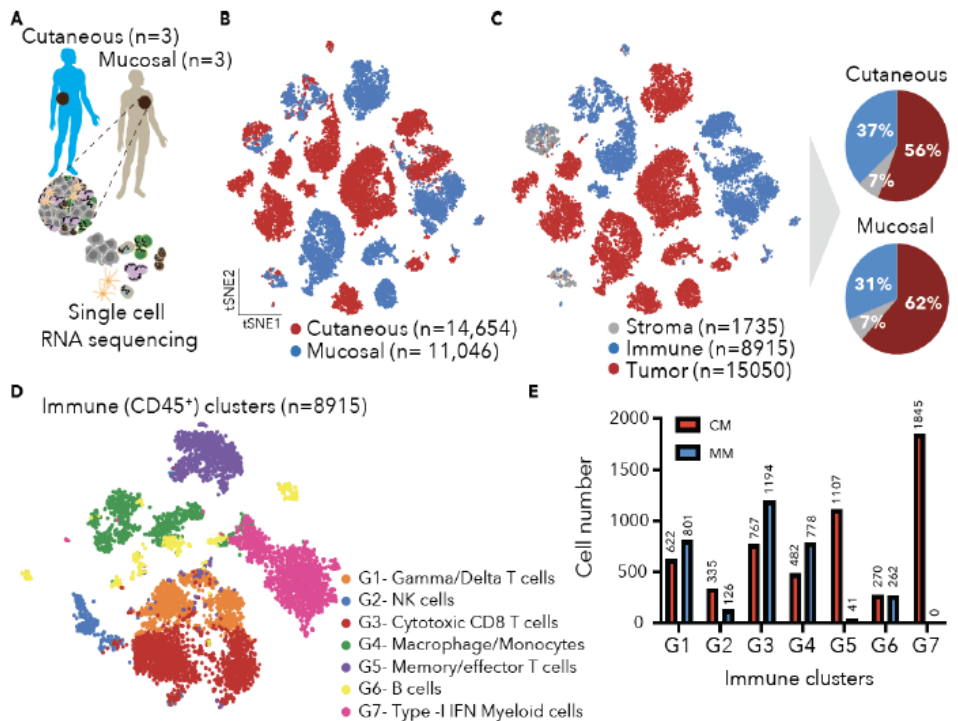 A
Cutaneous (n=3)
Mucosal (n=3)
Single cell
RNA sequencing
B
tSNE2
tSNE1
Cutaneous (n=14,654)
Mucosal (n= 11,046)
C
Stroma (n=1735)
Immune (n=8915)
Tumor (n=15050)
Cutaneous
37%
56%
7%
Mucosal
31%
62%
7%
D
Immune (CD45⁺) clusters (n=8915)
G1- Gamma/Delta T cells
G2- NK cells
G3- Cytotoxic CD8 T cells
G4- Macrophage/Monocytes
G5- Memory/effector T cells
G6- B cells
G7- Type -I IFN Myeloid cells
E
CM
MM
Cell number
2000
1500
1000
500
0
622
801
335
126
767
1194
482
778
1107
41
270
262
1845
0
G1 G2 G3 G4 G5 G6 G7
Immune clusters